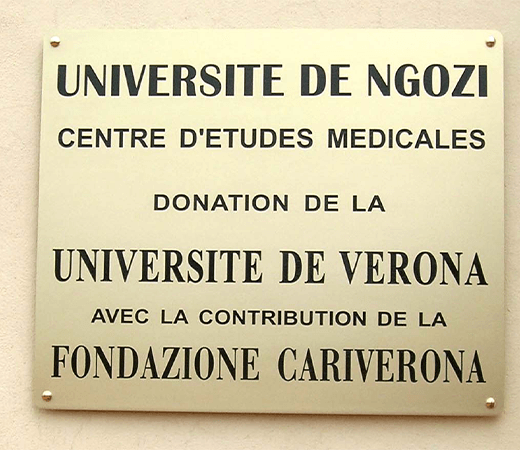 UNIVERSITE DE NGOZI
CENTRE D'ETUDES MEDICALES
DONATION DE LA
UNIVERSITE DE VERONA
AVEC LA CONTRIBUTION DE LA
FONDAZIONE CARIVERONA